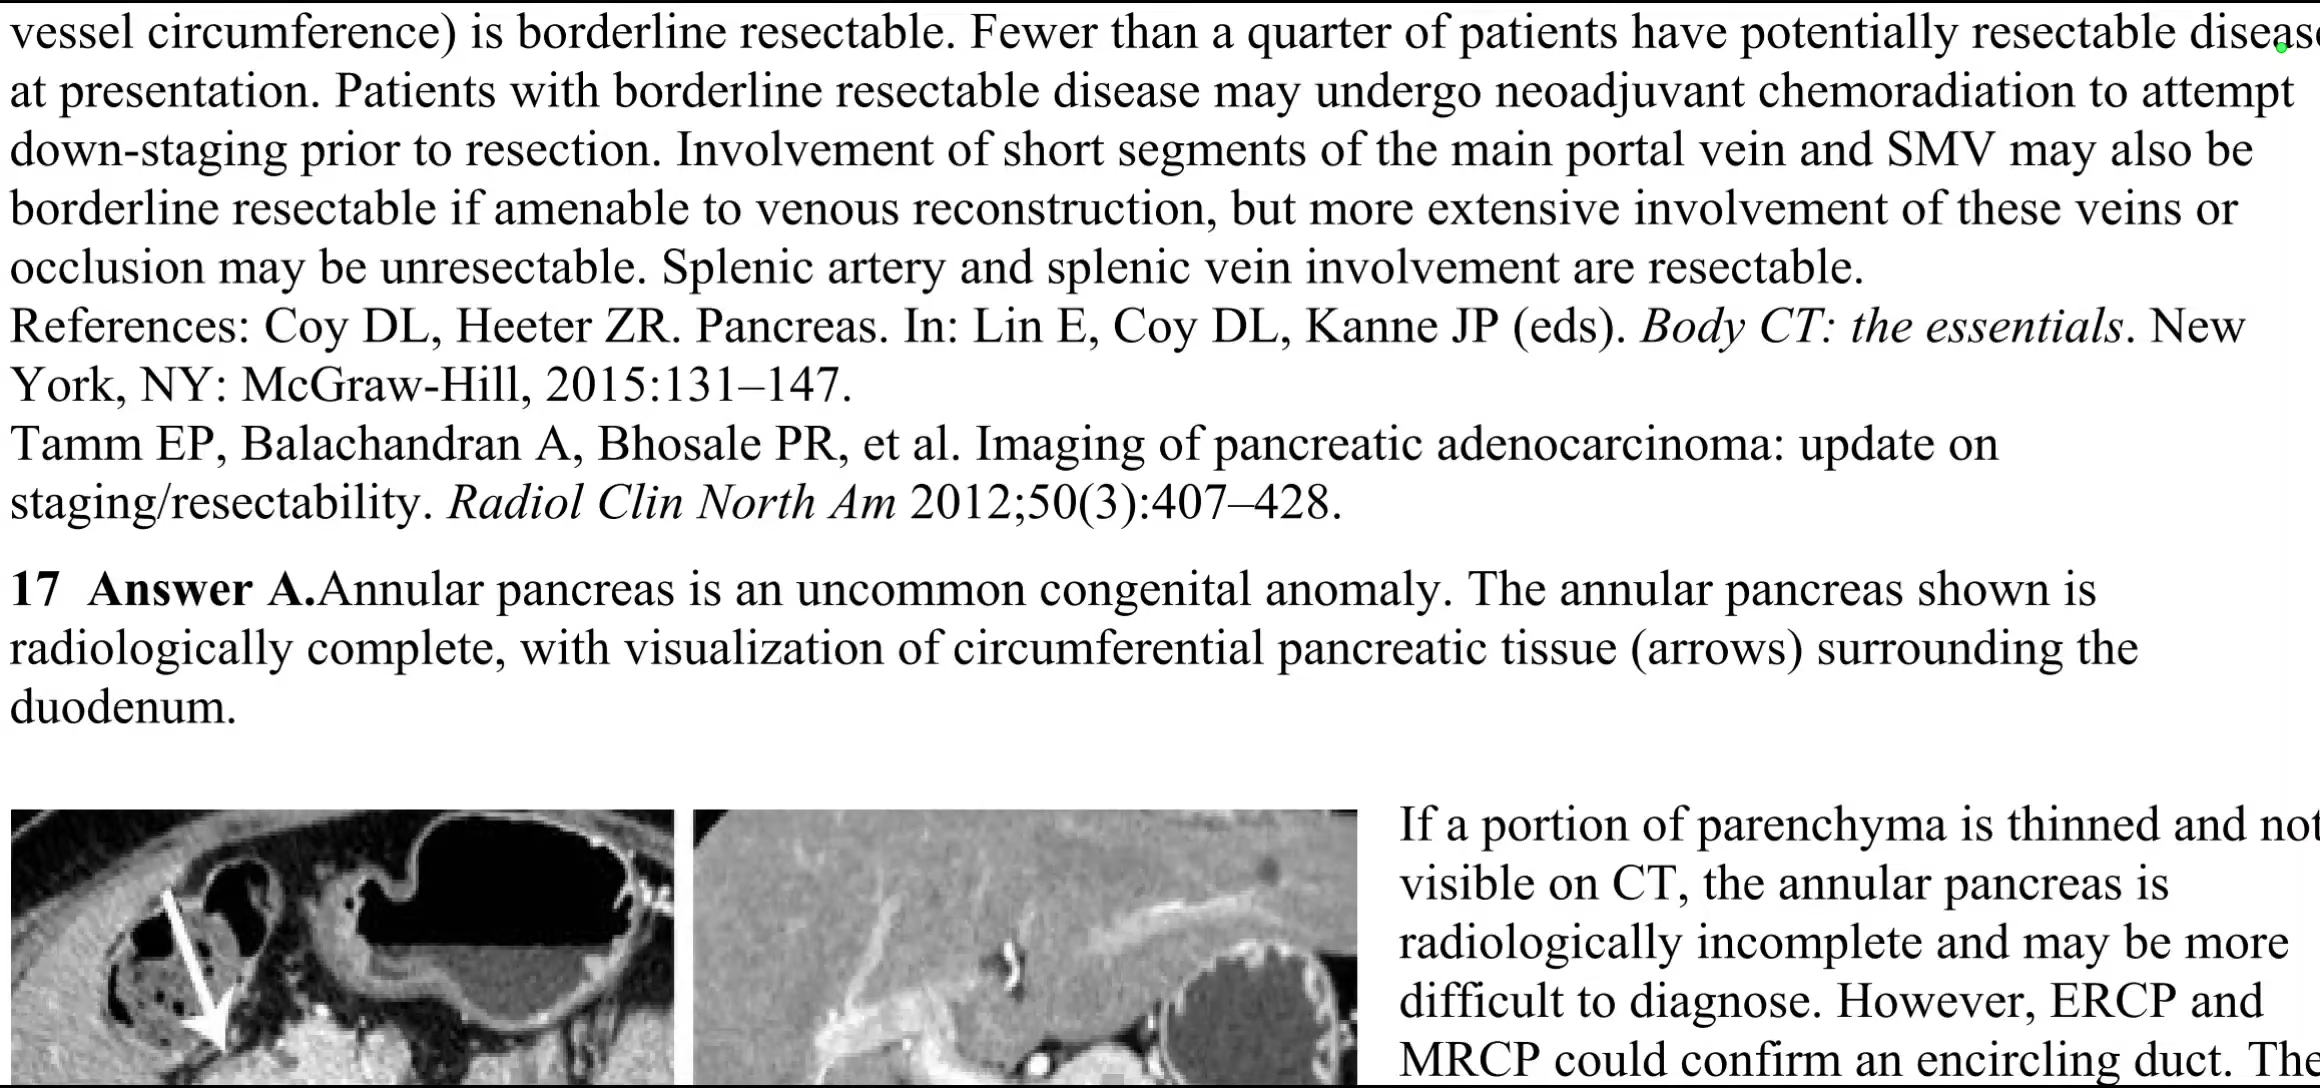 vessel circumference) is borderline resectable. Fewer than a quarter of patients have potentially resectable diseas
at presentation. Patients with borderline resectable disease may undergo neoadjuvant chemoradiation to attempt
down-staging prior to resection. Involvement of short segments of the main portal vein and SMV may also be
borderline resectable if amenable to venous reconstruction, but more extensive involvement of these veins or
occlusion may be unresectable. Splenic artery and splenic vein involvement are resectable.
References: Coy DL, Heeter ZR. Pancreas. In: Lin E, Coy DL, Kanne JP (eds). Body CT: the essentials. New
York, NY: McGraw-Hill, 2015:131–147.
Tamm EP, Balachandran A, Bhosale PR, et al. Imaging of pancreatic adenocarcinoma: update on
staging/resectability. Radiol Clin North Am 2012;50(3):407–428.
17 Answer A.Annular pancreas is an uncommon congenital anomaly. The annular pancreas shown is
radiologically complete, with visualization of circumferential pancreatic tissue (arrows) surrounding the
duodenum.
If a portion of parenchyma is thinned and not
visible on CT, the annular pancreas is
radiologically incomplete and may be more
difficult to diagnose. However, ERCP and
MRCP could confirm an encircling duct. The